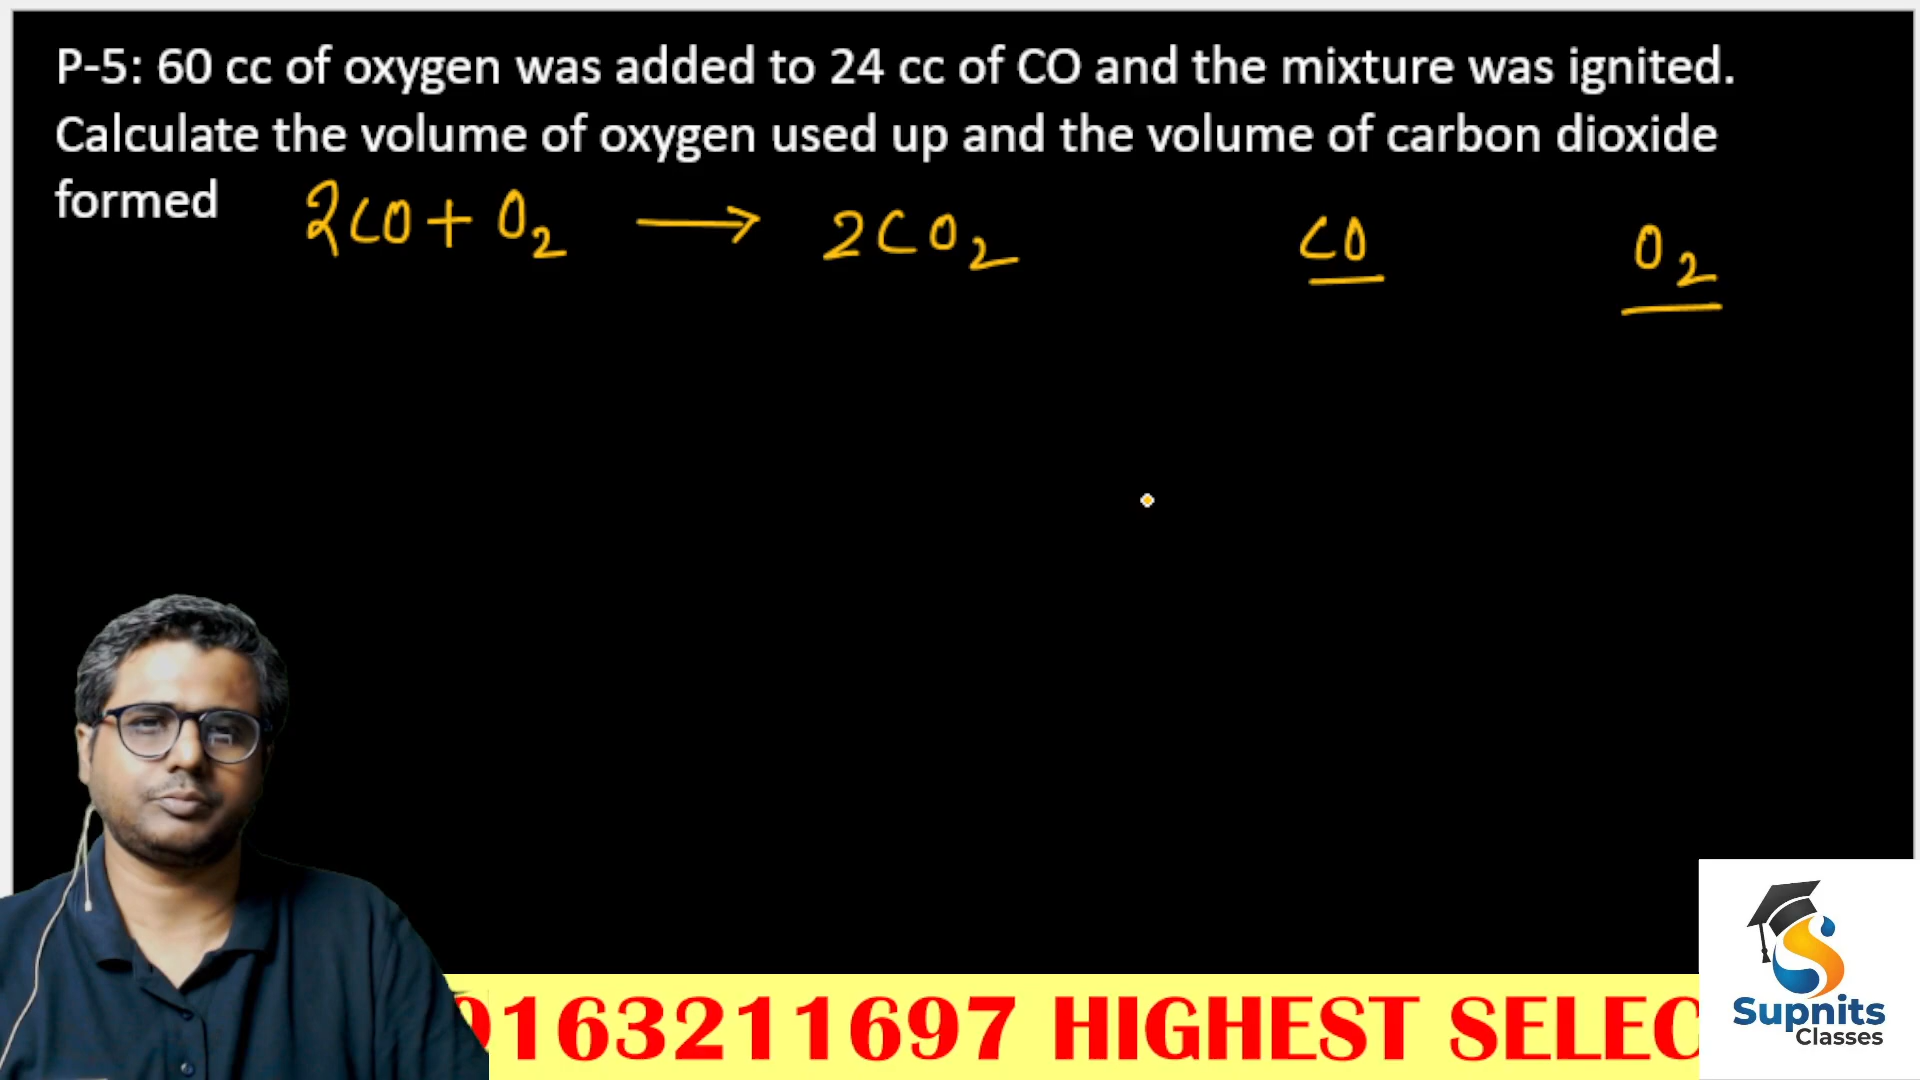 P-5: 60 cc of oxygen was added to 24 cc of CO and the mixture was ignited.
Calculate the volume of oxygen used up and the volume of carbon dioxide
formed
2CO + O₂ ⟶ 2CO₂
CO
O₂
163211697 HIGHEST SELEC
Supnits
Classes